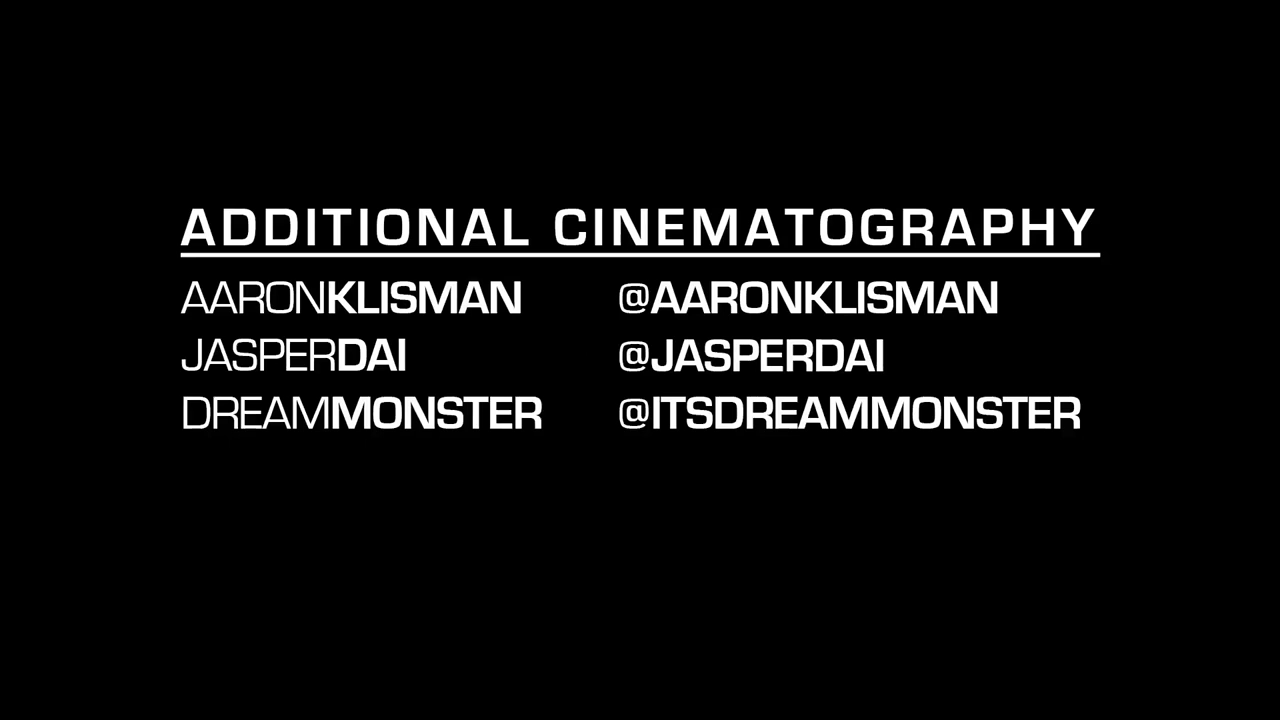 ADDITIONAL CINEMATOGRAPHY
AARONKLISMAN @AARONKLISMAN
JASPERDAI @JASPERDAI
DREAMMONSTER @ITSDREAMMONSTER